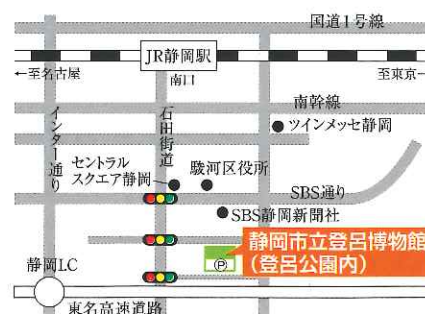 国道1号線
JR静岡駅
←至名古屋
南口
至東京→
インター通り
石田街道
南幹線
ツインメッセ静岡
セントラル
スクエア静岡
駿河区役所
SBS通り
SBS静岡新聞社
静岡市立登呂博物館
(登呂公園内)
P
静岡I.C
東名高速道路